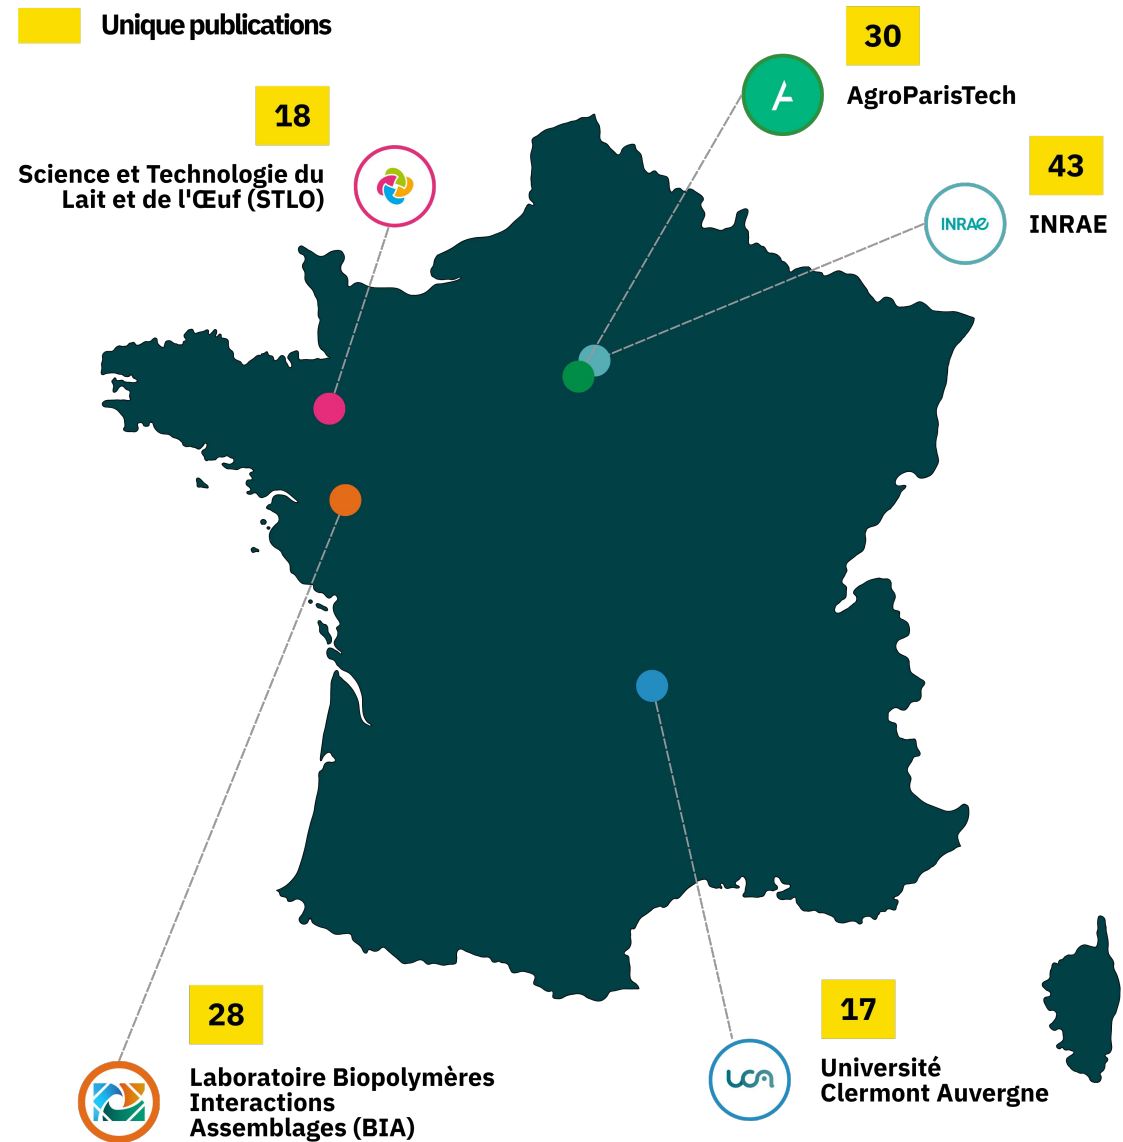 Unique publications
30
AgroParisTech
18
Science et Technologie du
Lait et de l'Œuf (STLO)
43
INRAE
INRAE
28
Laboratoire Biopolymères
Interactions
Assemblages (BIA)
17
Université
Clermont Auvergne
UCA